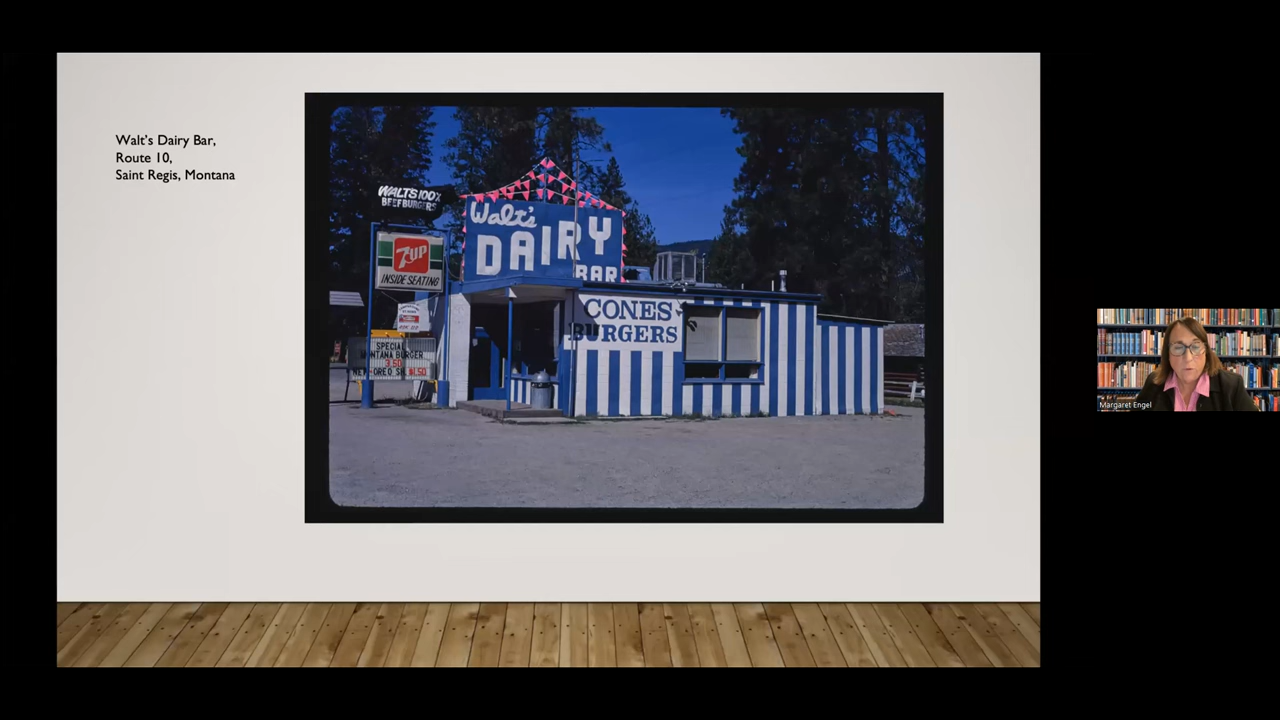 Walt's Dairy Bar,
Route 10,
Saint Regis, Montana
WALTS 100%
BEEFBURGERS
Walt's
DAIRY
BAR
7UP
INSIDE SEATING
CONES
BURGERS
SPECIAL
MONTANA BURGER
Margaret Engel